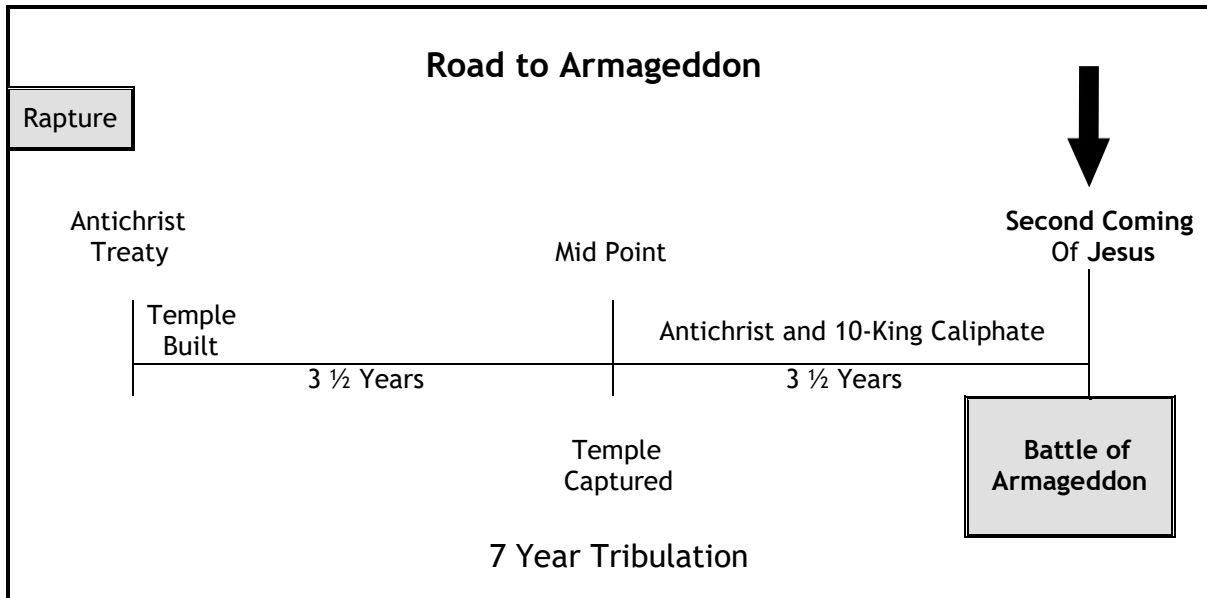 Road to Armageddon
Rapture
Antichrist
Treaty
Mid Point
Second Coming
Of Jesus
Temple
Built
Antichrist and 10-King Caliphate
3 ½ Years
3 ½ Years
Temple
Captured
Battle of
Armageddon
7 Year Tribulation